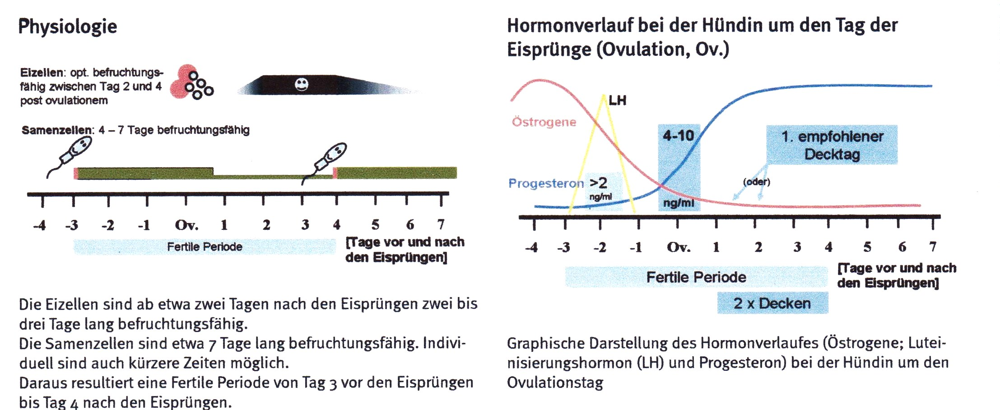 Physiologie
Eizellen: opt. befruchtungs-
fähig zwischen Tag 2 und 4
post ovulationem
Samenzellen: 4 – 7 Tage befruchtungsfähig
-4 -3 -2 -1 Ov. 1 2 3 4 5 6 7
Fertile Periode
[Tage vor und nach
den Eisprüngen]
Die Eizellen sind ab etwa zwei Tagen nach den Eisprüngen zwei bis
drei Tage lang befruchtungsfähig.
Die Samenzellen sind etwa 7 Tage lang befruchtungsfähig. Indivi-
duell sind auch kürzere Zeiten möglich.
Daraus resultiert eine Fertile Periode von Tag 3 vor den Eisprüngen
bis Tag 4 nach den Eisprüngen.
Hormonverlauf bei der Hündin um den Tag der
Eisprünge (Ovulation, Ov.)
LH
Östrogene
4-10
1. empfohlener
Decktag
Progesteron >2
(oder)
ng/ml
ng/ml
-4 -3 -2 -1 Ov. 1 2 3 4 5 6 7
Fertile Periode
[Tage vor und nach
den Eisprüngen]
2 x Decken
Graphische Darstellung des Hormonverlaufes (Östrogene; Lutei-
nisierungshormon (LH) und Progesteron) bei der Hündin um den
Ovulationstag